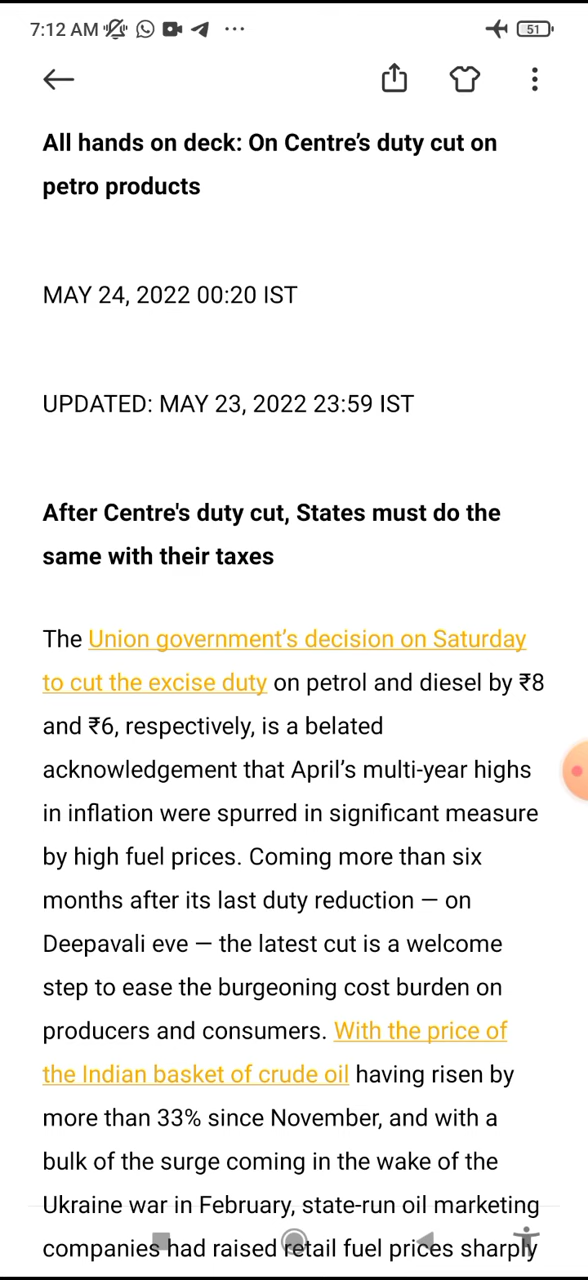 7:12 AM
51
All hands on deck: On Centre's duty cut on
petro products
MAY 24, 2022 00:20 IST
UPDATED: MAY 23, 2022 23:59 IST
After Centre's duty cut, States must do the
same with their taxes
The Union government's decision on Saturday
to cut the excise duty on petrol and diesel by ₹8
and ₹6, respectively, is a belated
acknowledgement that April's multi-year highs
in inflation were spurred in significant measure
by high fuel prices. Coming more than six
months after its last duty reduction — on
Deepavali eve — the latest cut is a welcome
step to ease the burgeoning cost burden on
producers and consumers. With the price of
the Indian basket of crude oil having risen by
more than 33% since November, and with a
bulk of the surge coming in the wake of the
Ukraine war in February, state-run oil marketing
companies had raised retail fuel prices sharply